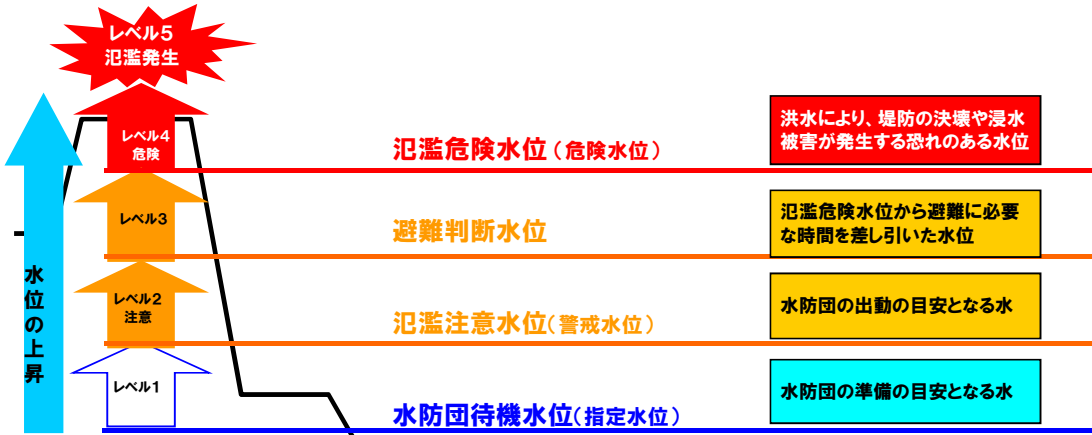 レベル5
氾濫発生
レベル4
危険
氾濫危険水位(危険水位)
洪水により、堤防の決壊や浸水
被害が発生する恐れのある水位
レベル3
避難判断水位
氾濫危険水位から避難に必要
な時間を差し引いた水位
レベル2
注意
氾濫注意水位(警戒水位)
水防団の出動の目安となる水
レベル1
水防団待機水位(指定水位)
水防団の準備の目安となる水
水位の上昇